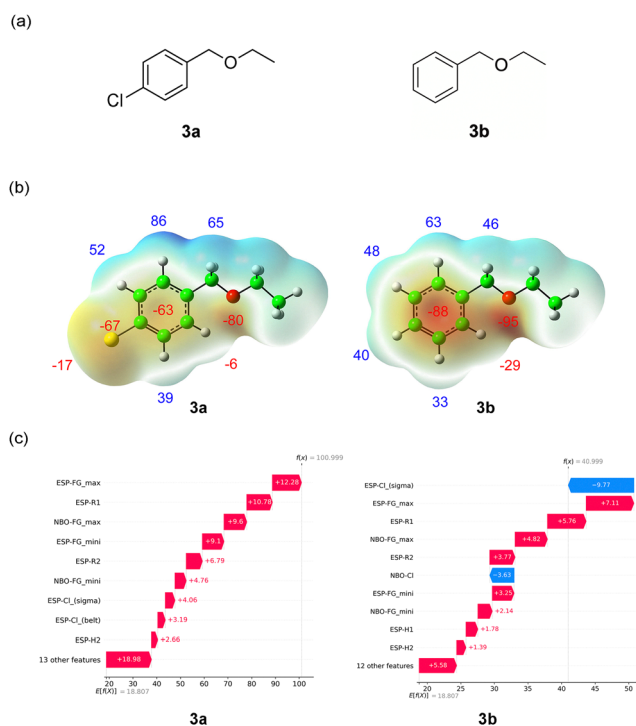 (a)
Cl
O
O
3a
3b
(b)
86
65
52
-63
-67
-80
-17
-6
39
3a
63
46
48
-88
-95
40
-29
33
3b
(c)
f(x) = 100.999
ESP-FG_max
+12.28
ESP-R1
+10.78
NBO-FG_max
+9.6
ESP-FG_mini
+9.1
ESP-R2
+6.79
NBO-FG_mini
+4.76
ESP-Cl_(sigma)
+4.06
ESP-Cl_(belt)
+3.19
ESP-H2
+2.66
13 other features
+18.98
20 30 40 50 60 70 80 90 100
E[f(X)] = 18.807
3a
f(x) = 40.999
ESP-Cl_(sigma)
−9.77
ESP-FG_max
+7.11
ESP-R1
+5.76
NBO-FG_max
+4.82
ESP-R2
+3.77
NBO-Cl
−3.63
ESP-FG_mini
+3.25
NBO-FG_mini
+2.14
ESP-H1
+1.78
ESP-H2
+1.39
12 other features
+5.58
20 25 30 35 40 45 50
E[f(X)] = 18.807
3b